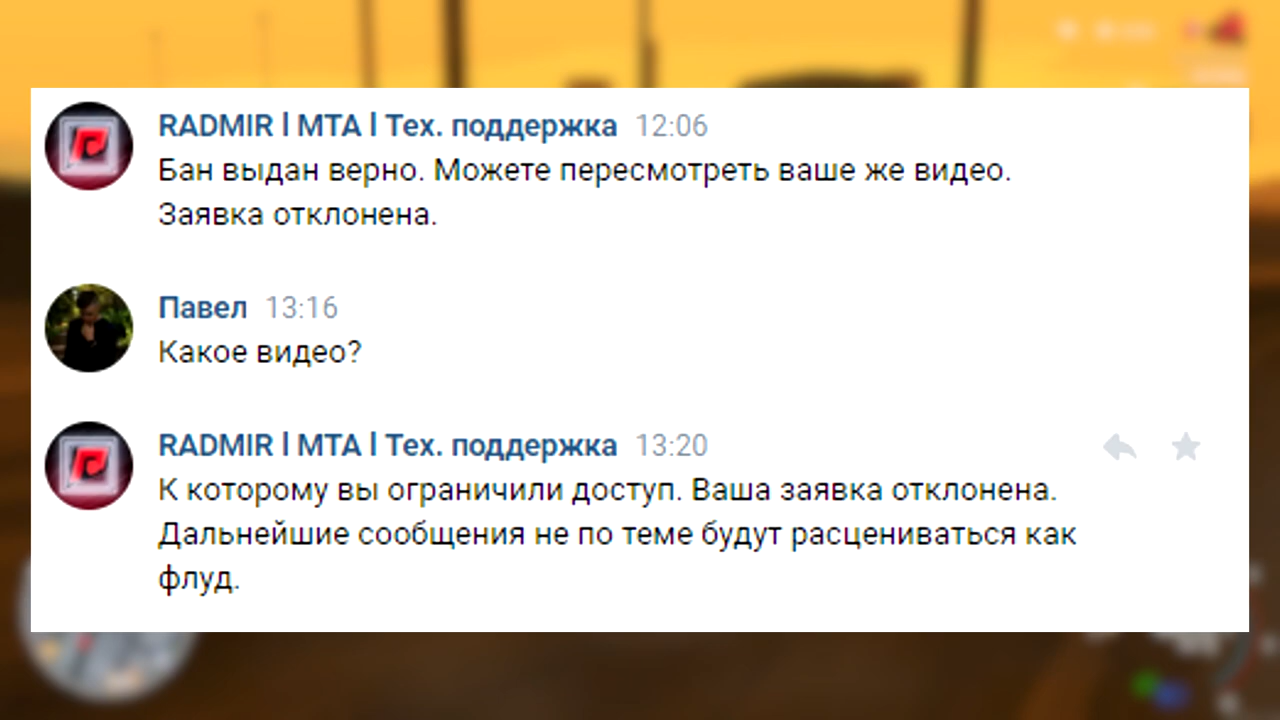 RADMIR l MTA l Тех. поддержка 12:06
Бан выдан верно. Можете пересмотреть ваше же видео.
Заявка отклонена.
Павел 13:16
Какое видео?
RADMIR l MTA l Тех. поддержка 13:20
К которому вы ограничили доступ. Ваша заявка отклонена.
Дальнейшие сообщения не по теме будут расцениваться как
флуд.